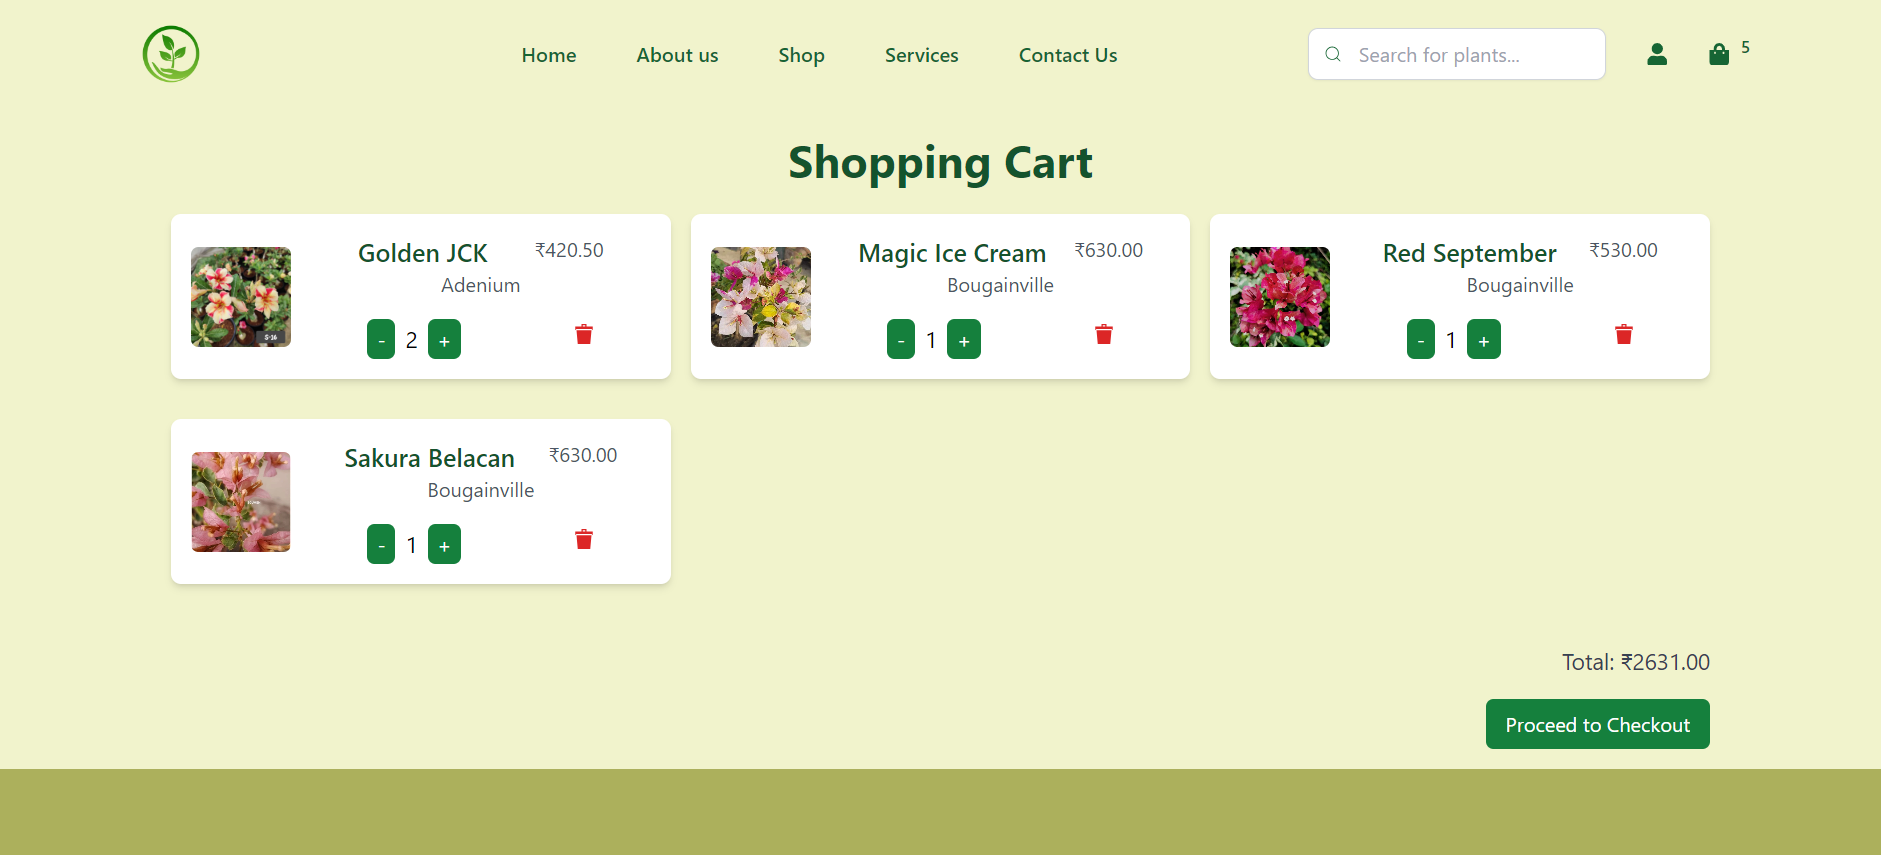 Home About us Shop Services Contact Us Search for plants... 5
Shopping Cart
Golden JCK ₹420.50
Adenium
- 2 +
Magic Ice Cream ₹630.00
Bougainville
- 1 +
Red September ₹530.00
Bougainville
- 1 +
Sakura Belacan ₹630.00
Bougainville
- 1 +
Total: ₹2631.00
Proceed to Checkout